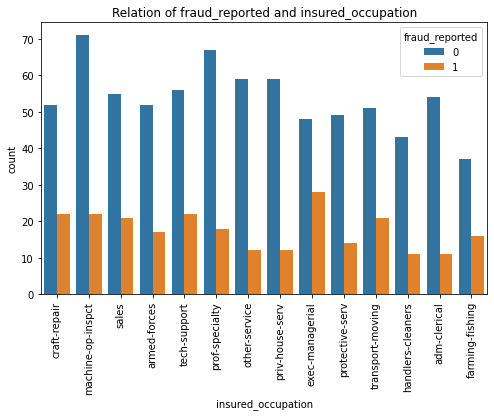 Relation of fraud_reported and insured_occupation
fraud_reported
0
1
count
70
60
50
40
30
20
10
0
craft-repair
machine-op-inspct
sales
armed-forces
tech-support
prof-specialty
other-service
priv-house-serv
exec-managerial
protective-serv
transport-moving
handlers-cleaners
adm-clerical
farming-fishing
insured_occupation